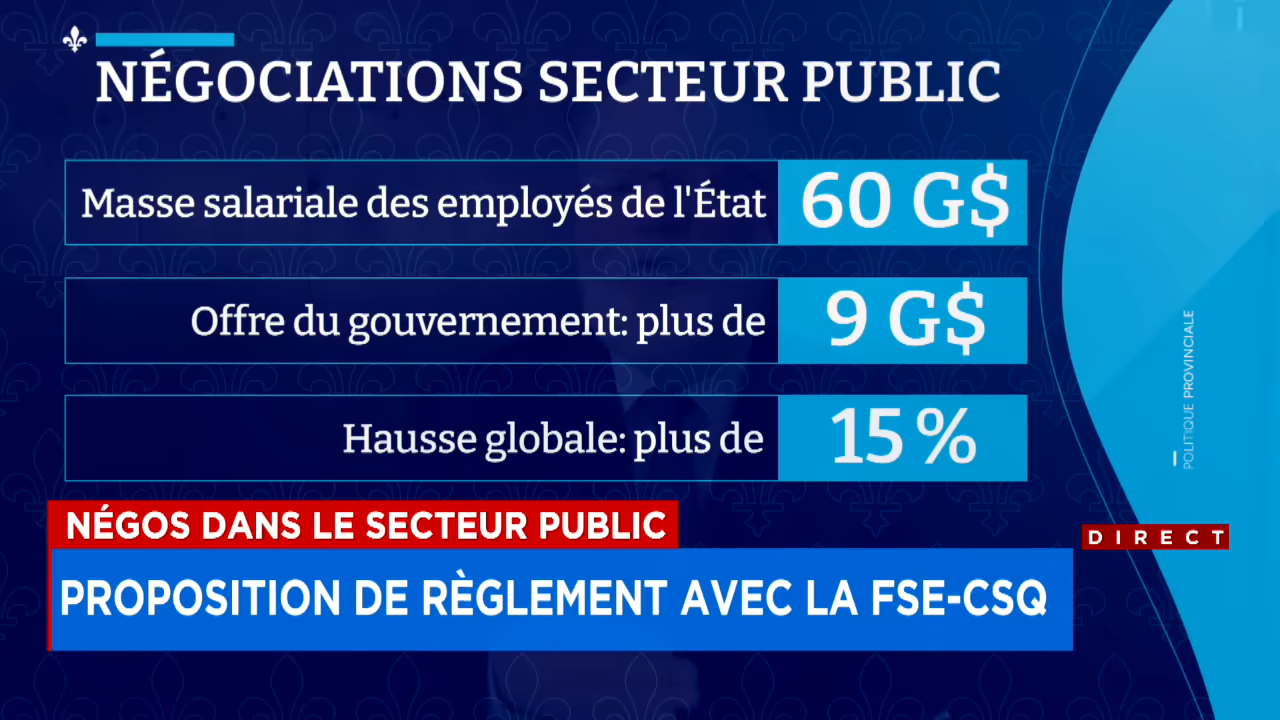 NÉGOCIATIONS SECTEUR PUBLIC
Masse salariale des employés de l'État 60 G$
Offre du gouvernement: plus de 9 G$
Hausse globale: plus de 15 %
POLITIQUE PROVINCIALE
NÉGOS DANS LE SECTEUR PUBLIC
DIRECT
PROPOSITION DE RÈGLEMENT AVEC LA FSE-CSQ